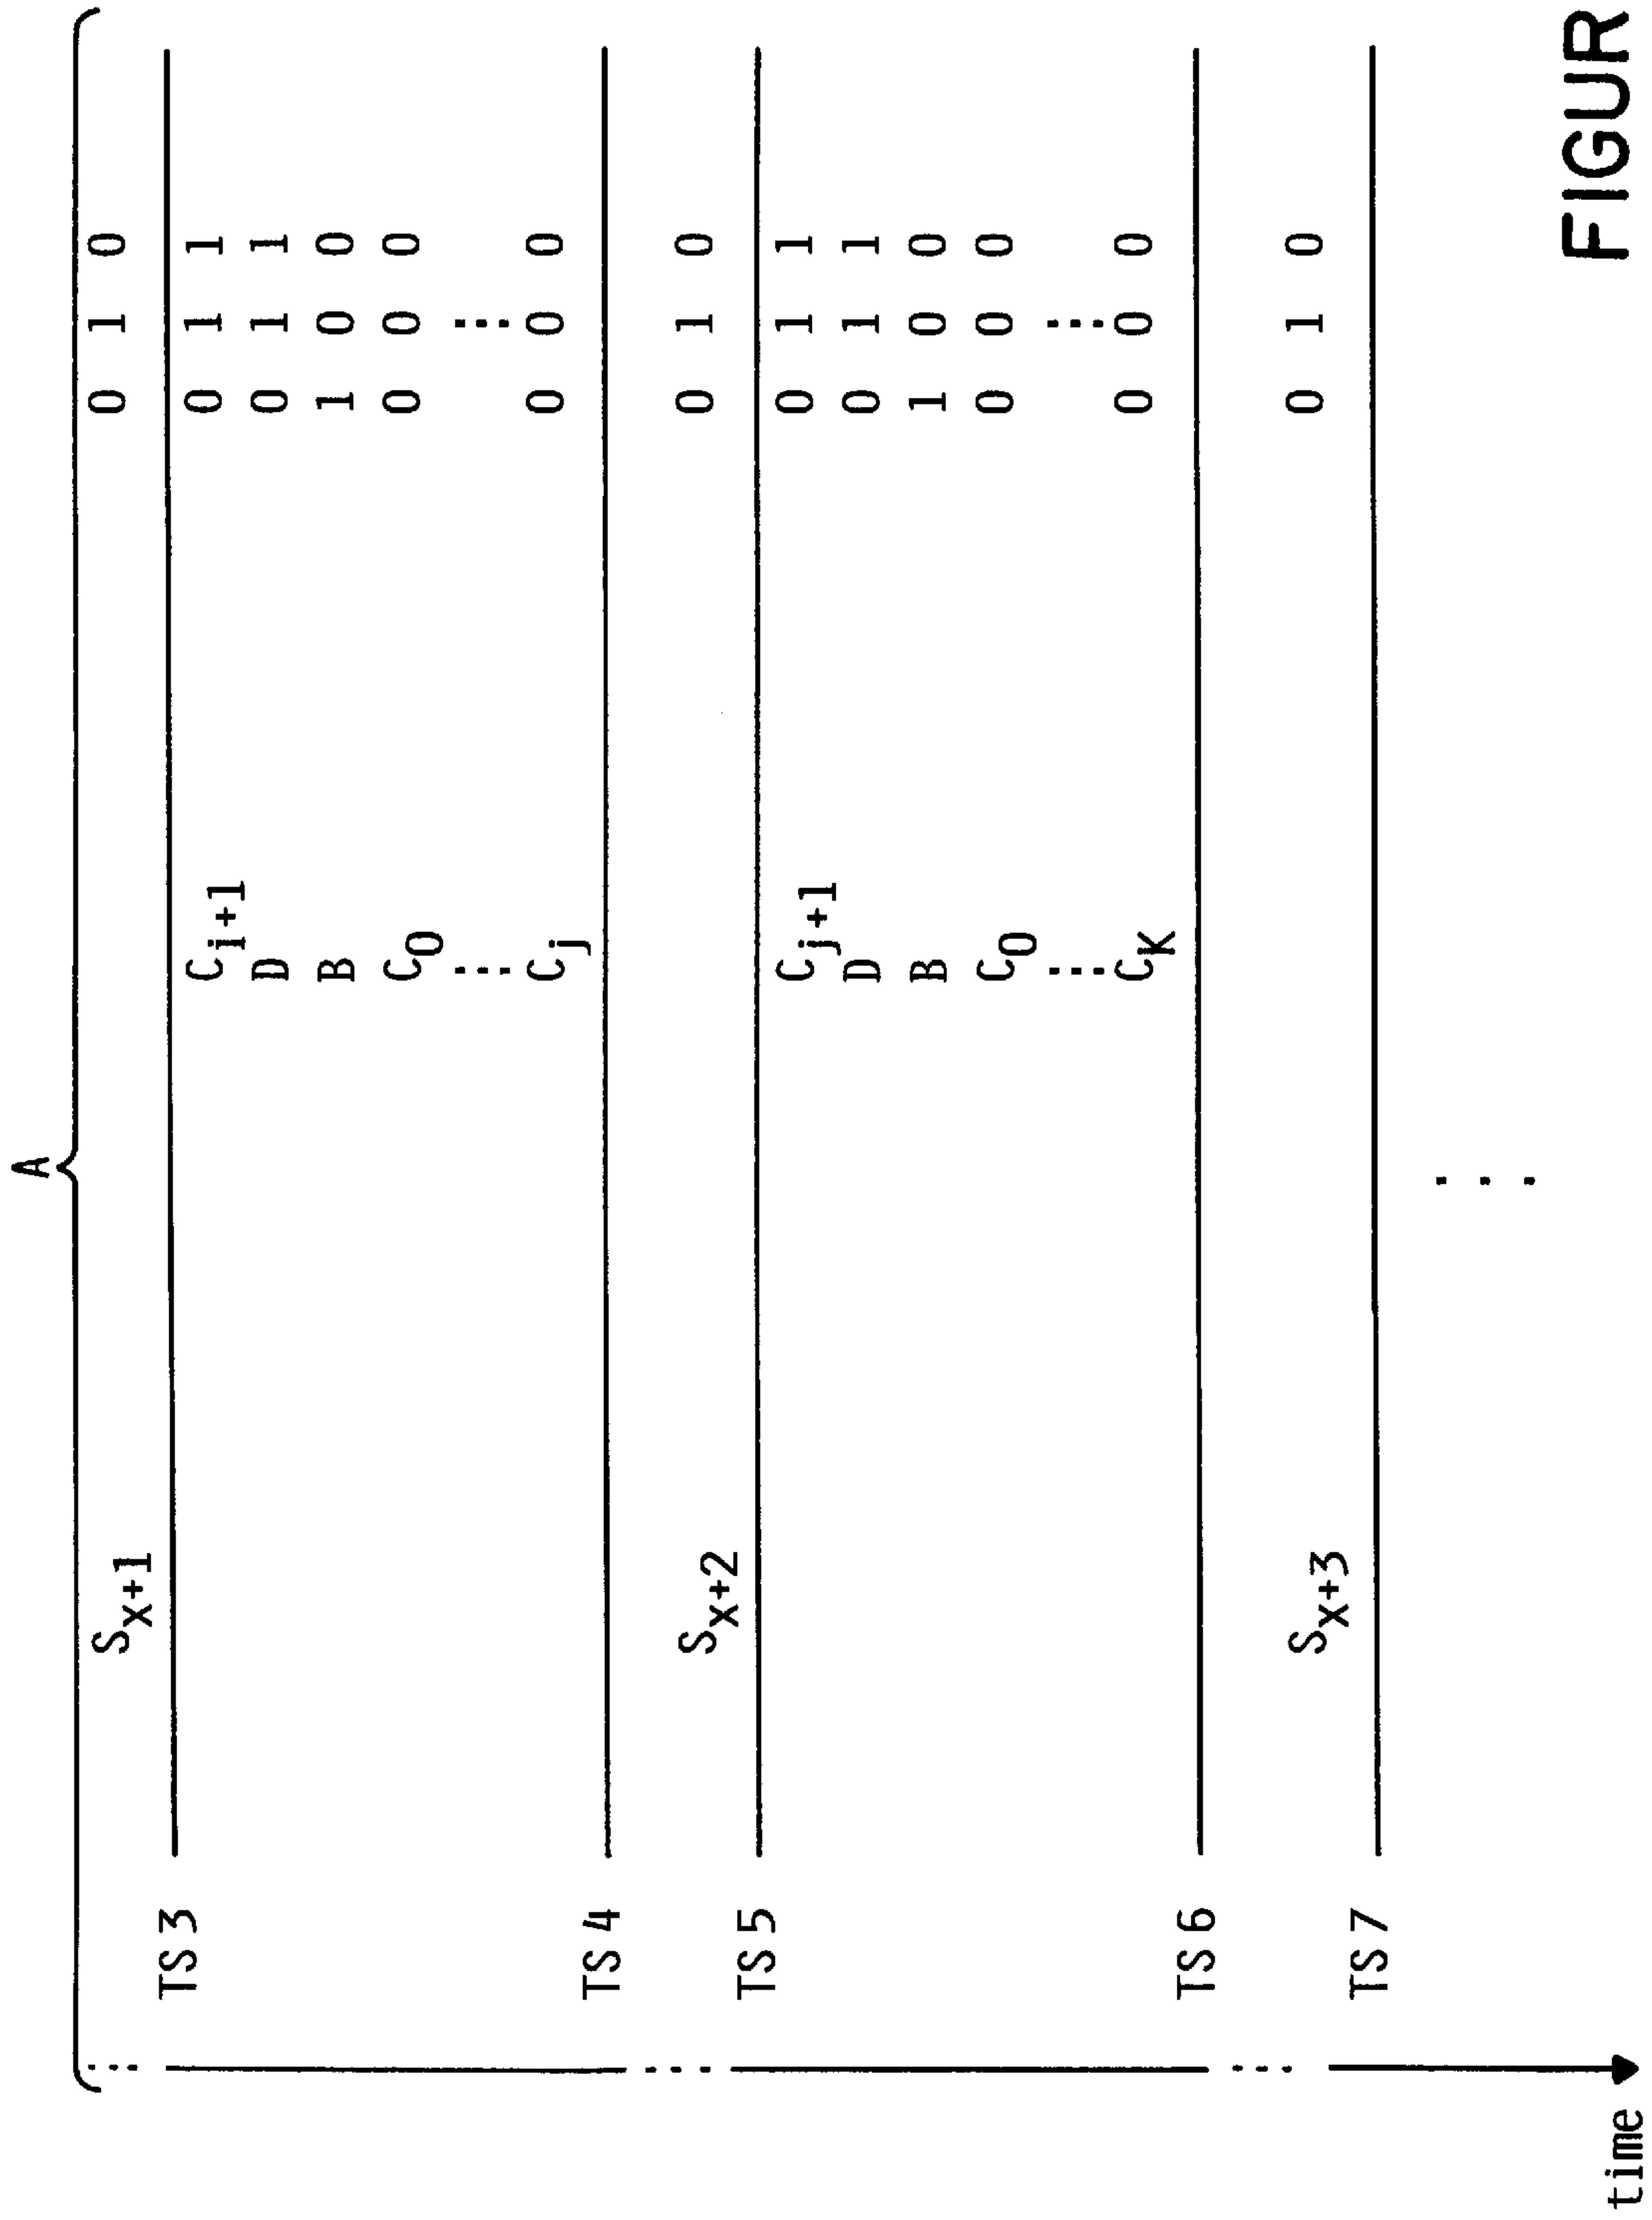 A
S_{x+1} 0 1 0
TS 3
C_{i+1} 0 1 1
D 0 1 1
B 1 0 0
C_0 0 0 0
⋮ ⋮
C_j 0 0 0
TS 4
S_{x+2} 0 1 0
TS 5
C_{j+1} 0 1 1
D 0 1 1
B 1 0 0
C_0 0 0 0
⋮ ⋮
C_K 0 0 0
TS 6
S_{x+3} 0 1 0
TS 7
⋮
time
FIGUR